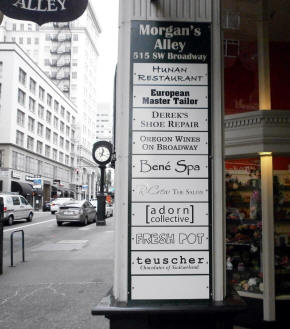 ALLEY
Morgan's
Alley
515 SW Broadway
HUNAN
RESTAURANT
European
Master Tailor
DEREK'S
SHOE REPAIR
OREGON WINES
ON BROADWAY
Bené Spa
THE SALON
[adorn]
collective
FRESH POT
teuscher
Chocolates of Switzerland